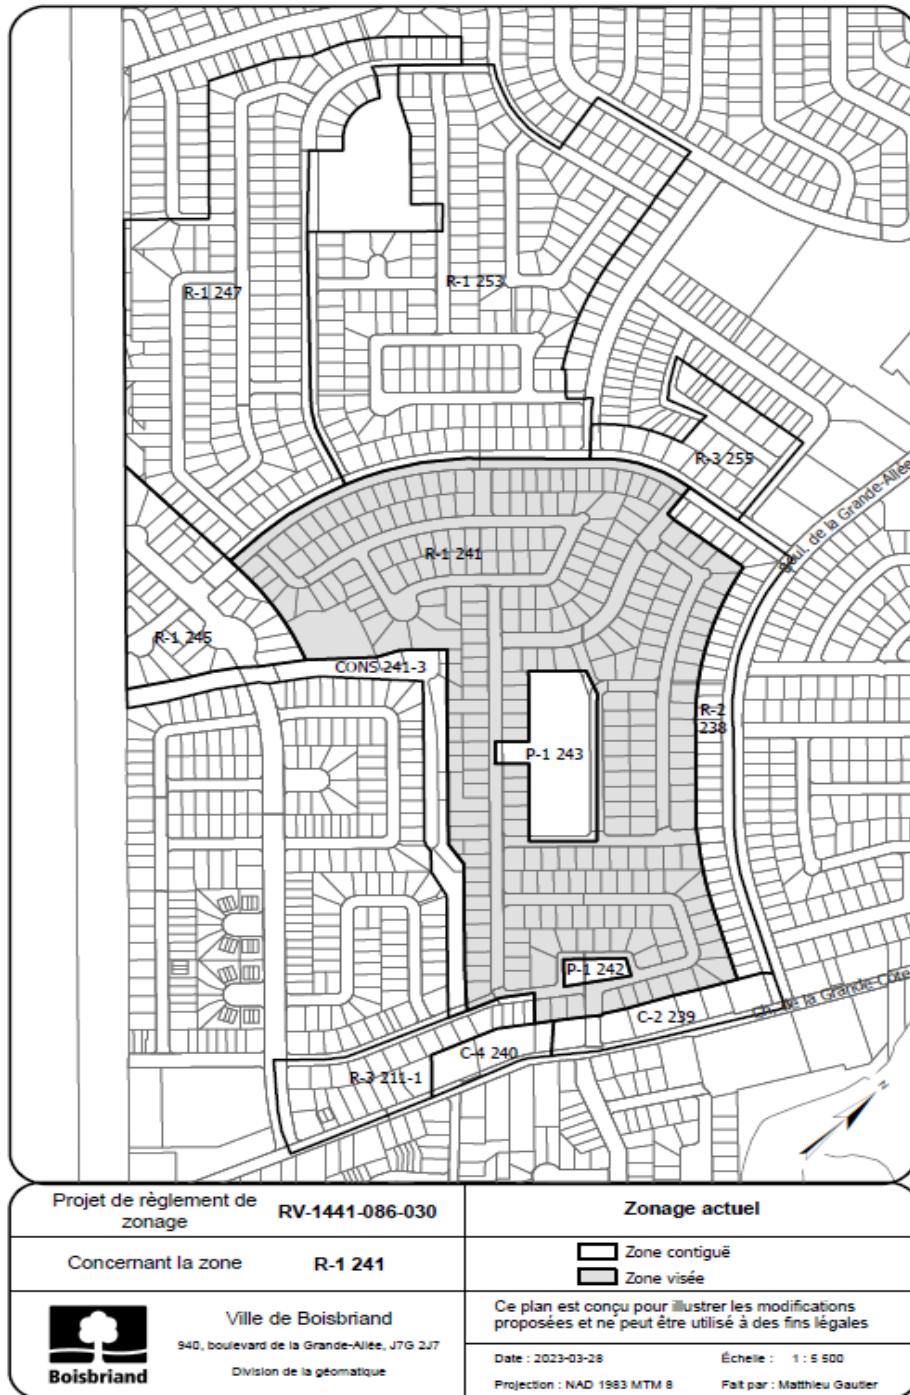 R-1 247
R-1 253
R-3 255
Boul. de la Grande-Allée
R-1 241
R-1 245
CONS 241-3
R-2
238
P-1 243
P-1 242
C-2 239
Ch. de la Grande-Côte
C-4 240
R-3 211-1
N
Projet de règlement de
zonage
RV-1441-086-030
Zonage actuel
Concernant la zone
R-1 241
Zone contiguë
Zone visée
Boisbriand
Ville de Boisbriand
940, boulevard de la Grande-Allée, J7G 2J7
Division de la géomatique
Ce plan est conçu pour illustrer les modifications
proposées et ne peut être utilisé à des fins légales
Date : 2023-03-28
Échelle : 1 : 5 500
Projection : NAD 1983 MTM 8
Fait par : Matthieu Gautier